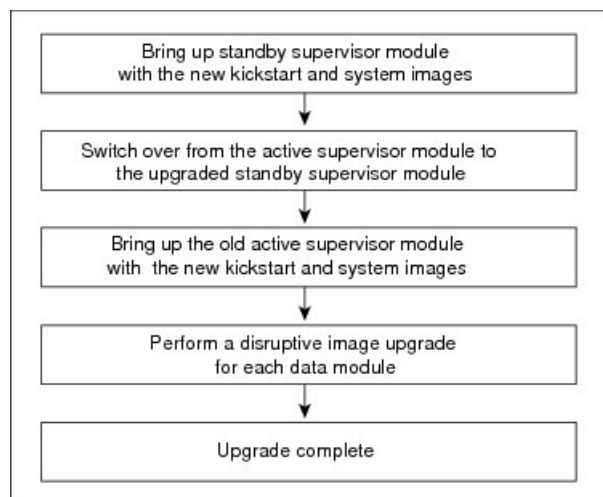 Bring up standby supervisor module
with the new kickstart and system images
Switch over from the active supervisor module to
the upgraded standby supervisor module
Bring up the old active supervisor module
with the new kickstart and system images
Perform a disruptive image upgrade
for each data module
Upgrade complete